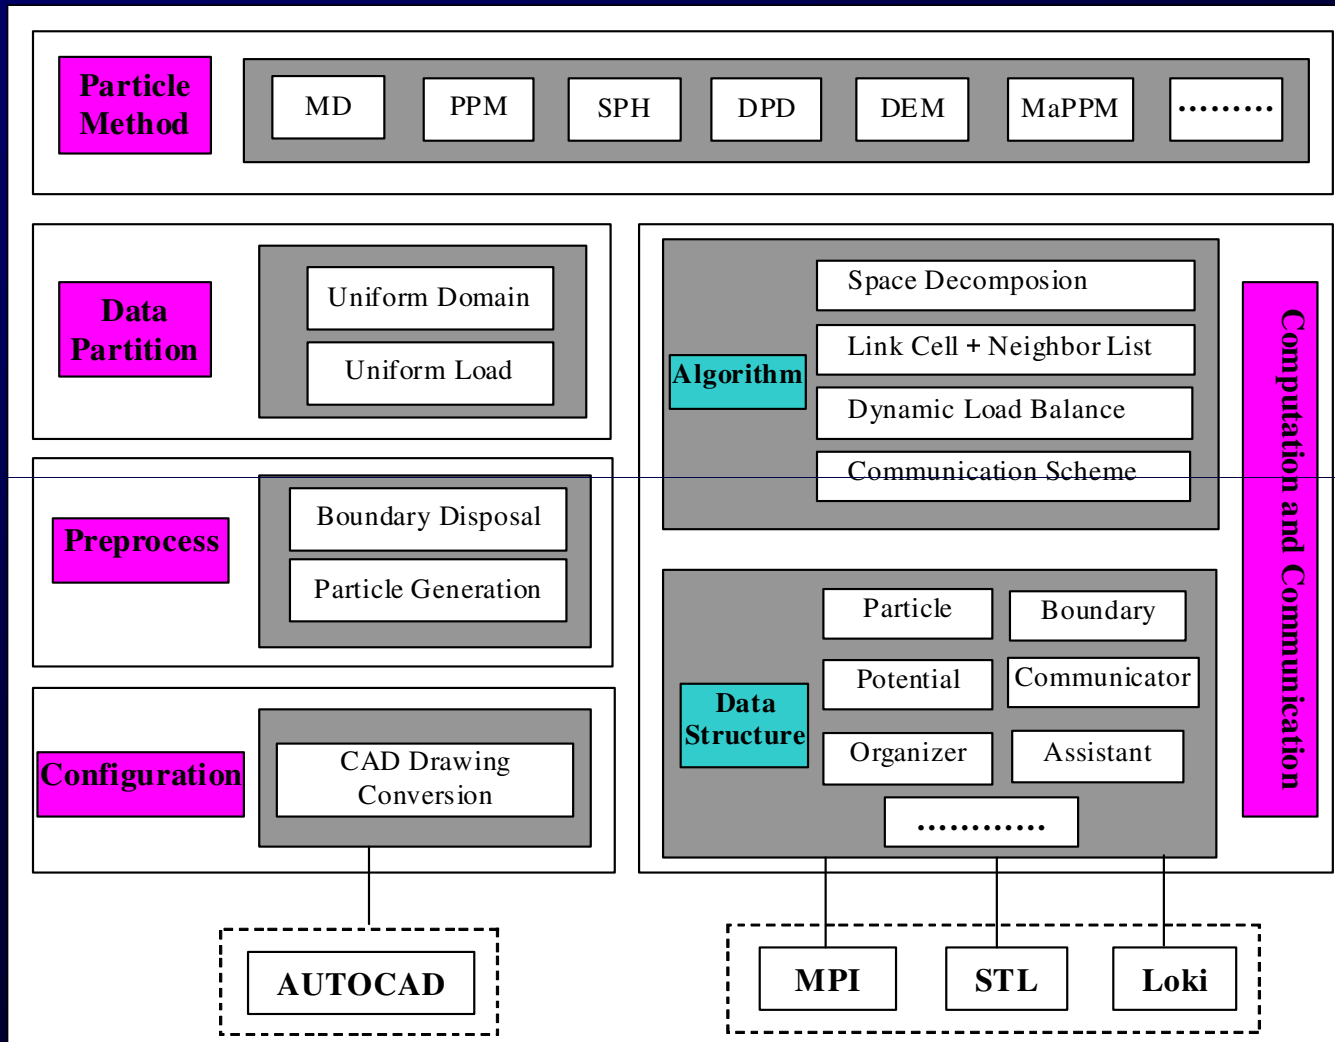 Particle
Method
MD
PPM
SPH
DPD
DEM
MaPPM
………
Data
Partition
Uniform Domain
Uniform Load
Preprocess
Boundary Disposal
Particle Generation
Configuration
CAD Drawing
Conversion
AUTOCAD
Algorithm
Space Decomposion
Link Cell + Neighbor List
Dynamic Load Balance
Communication Scheme
Data
Structure
Particle
Boundary
Potential
Communicator
Organizer
Assistant
…………
Computation and Communication
MPI
STL
Loki